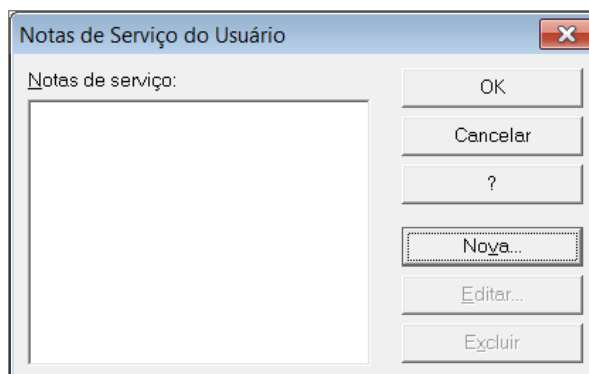 Notas de Serviço do Usuário
Notas de serviço:
OK
Cancelar
?
Nova...
Editar...
Excluir